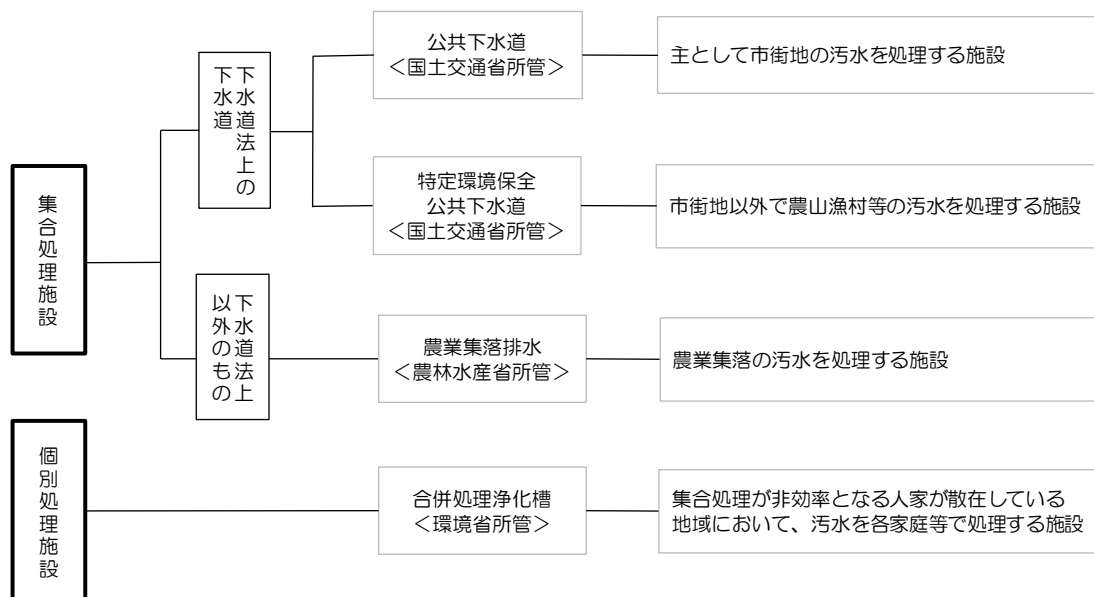 集合処理施設
下水道法上の
下水道
公共下水道
＜国土交通省所管＞
主として市街地の汚水を処理する施設
特定環境保全
公共下水道
＜国土交通省所管＞
市街地以外で農山漁村等の汚水を処理する施設
下水道法上
以外のもの
農業集落排水
＜農林水産省所管＞
農業集落の汚水を処理する施設
個別処理施設
合併処理浄化槽
＜環境省所管＞
集合処理が非効率となる人家が散在している
地域において、汚水を各家庭等で処理する施設